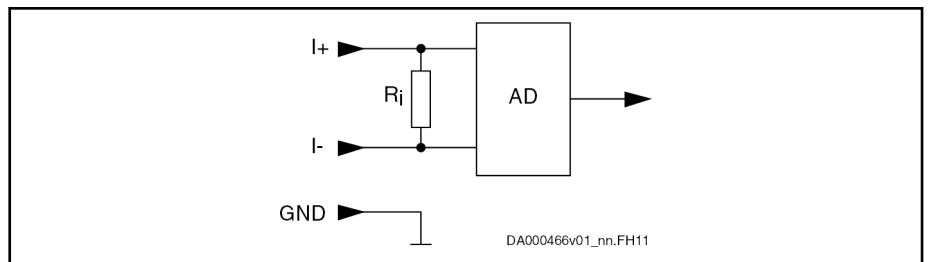 I+
Ri
AD
I-
GND
DA000466v01_nn.FH11